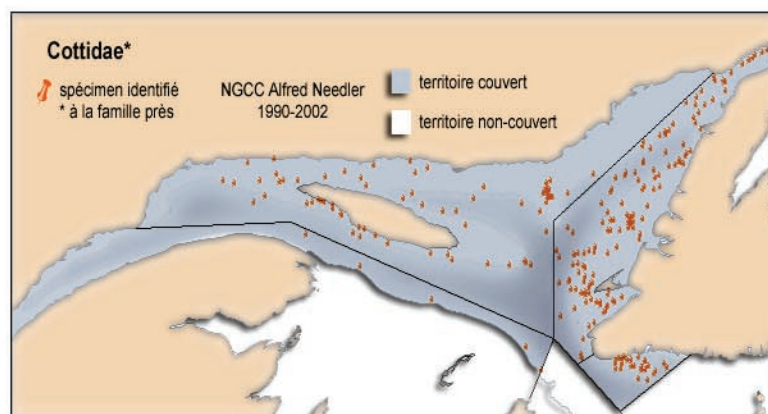 Cottidae*
spécimen identifié
* à la famille près
NGCC Alfred Needler
1990-2002
territoire couvert
territoire non-couvert